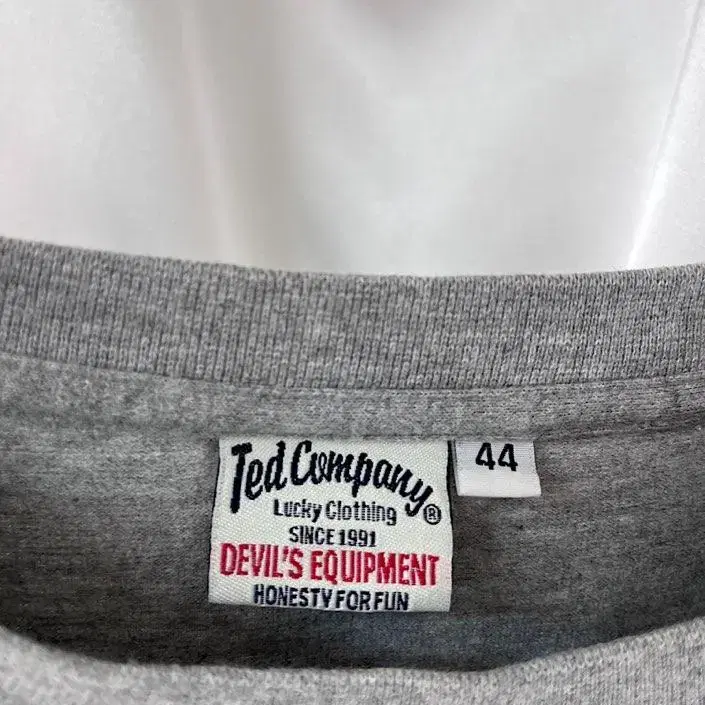 Ted Company®
Lucky Clothing
SINCE 1991
DEVIL'S EQUIPMENT
HONESTY FOR FUN
44